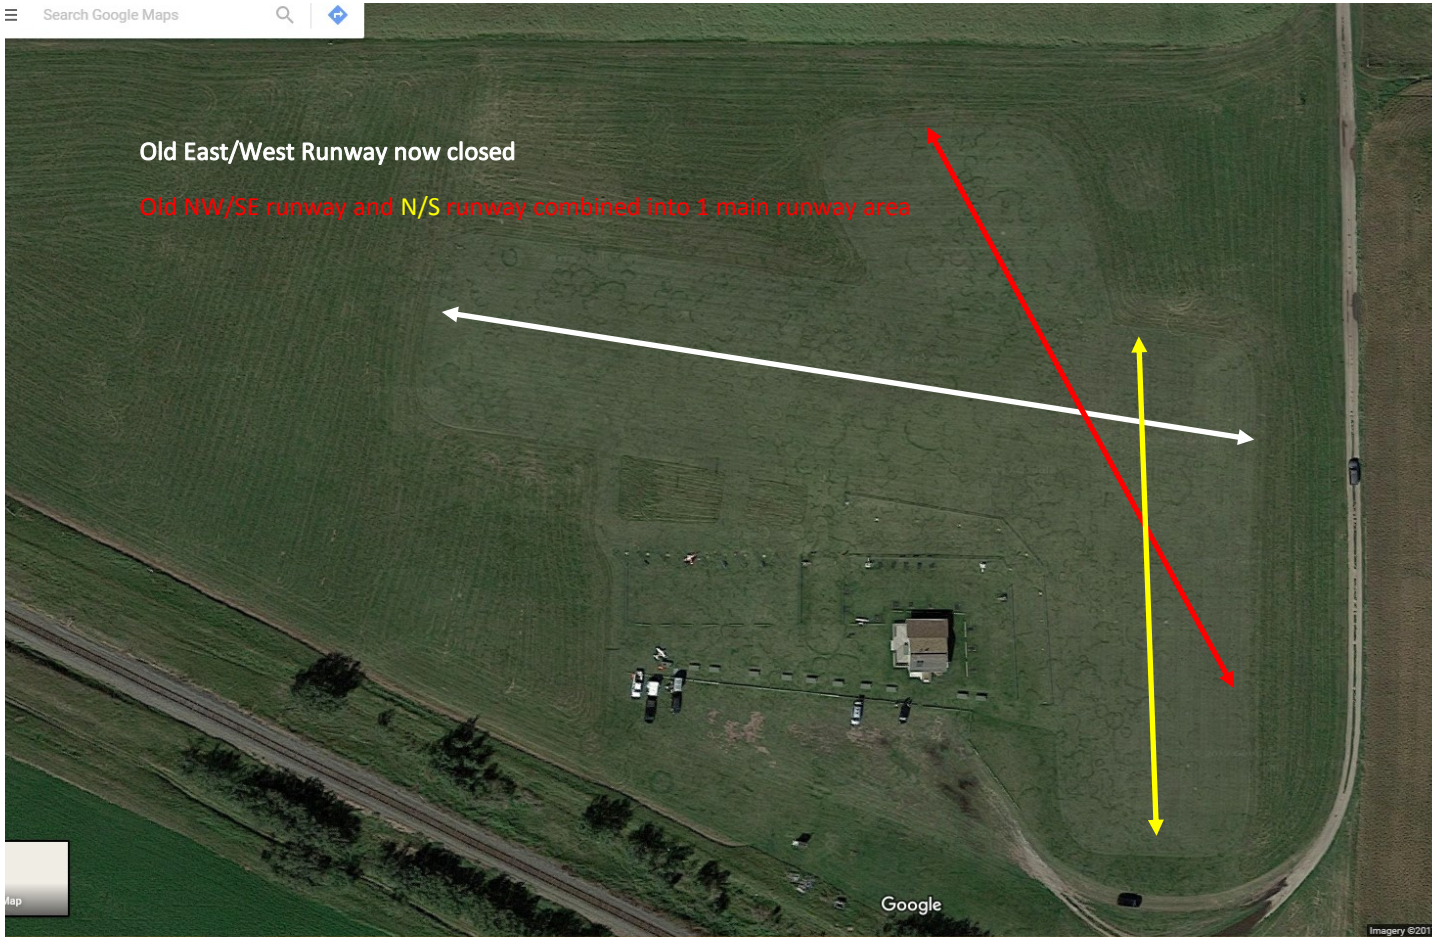 Search Google Maps
Old East/West Runway now closed
Old NW/SE runway and N/S runway combined into 1 main runway area
Map
Google
Imagery ©201